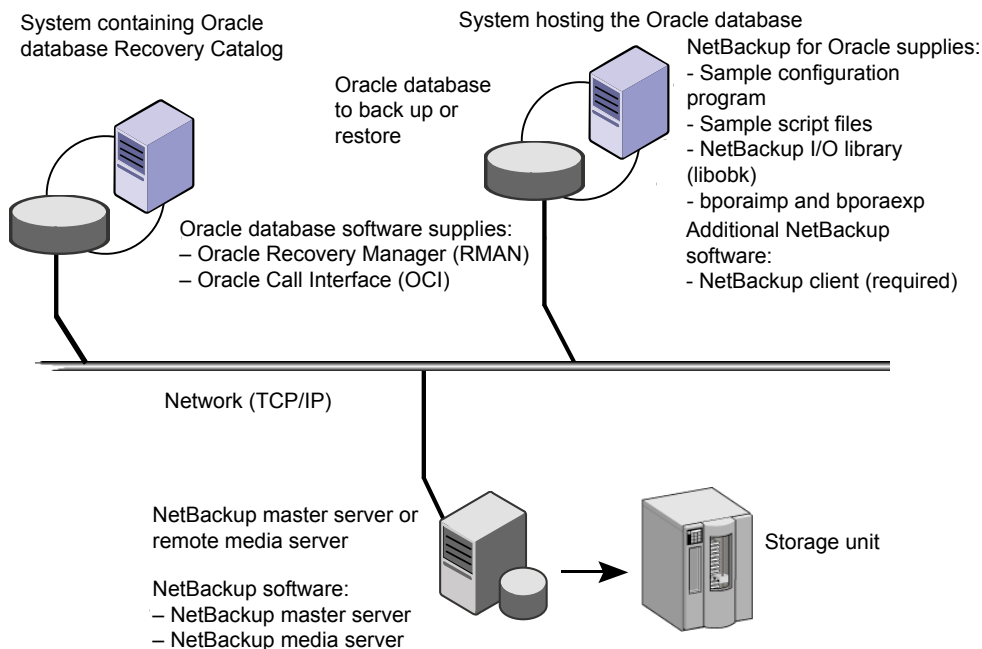 System containing Oracle
database Recovery Catalog
System hosting the Oracle database
Oracle database
to back up or
restore
NetBackup for Oracle supplies:
- Sample configuration
program
- Sample script files
- NetBackup I/O library
(libobk)
- bporaimp and bporaexp
Additional NetBackup
software:
- NetBackup client (required)
Oracle database software supplies:
– Oracle Recovery Manager (RMAN)
– Oracle Call Interface (OCI)
Network (TCP/IP)
NetBackup master server or
remote media server
NetBackup software:
– NetBackup master server
– NetBackup media server
Storage unit